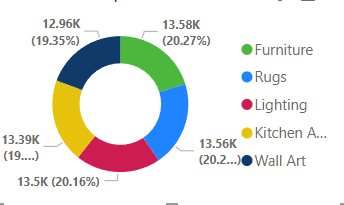 12.96K
(19.35%)
13.58K
(20.27%)
13.39K
(19....)
13.56K
(20.2...)
13.5K (20.16%)
Furniture
Rugs
Lighting
Kitchen A...
Wall Art